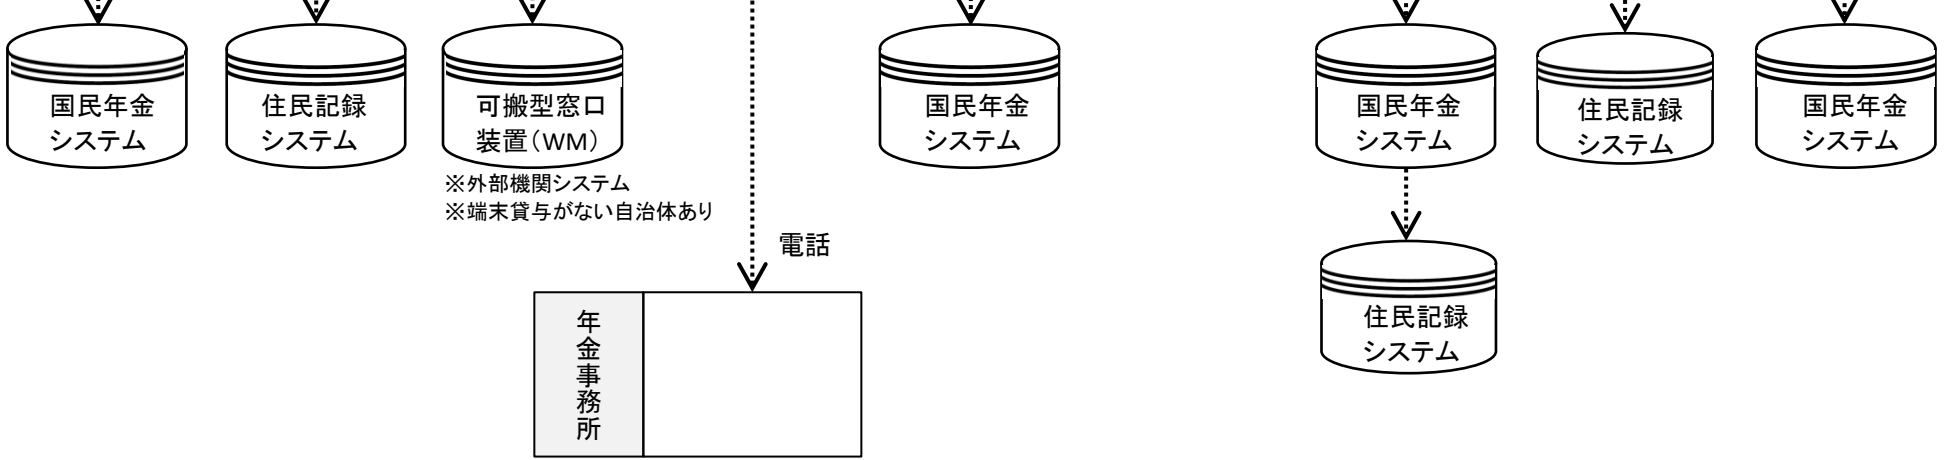 国民年金
システム
住民記録
システム
可搬型窓口
装置（WM）
※外部機関システム
※端末貸与がない自治体あり
国民年金
システム
国民年金
システム
住民記録
システム
国民年金
システム
電話
年金事務所
住民記録
システム